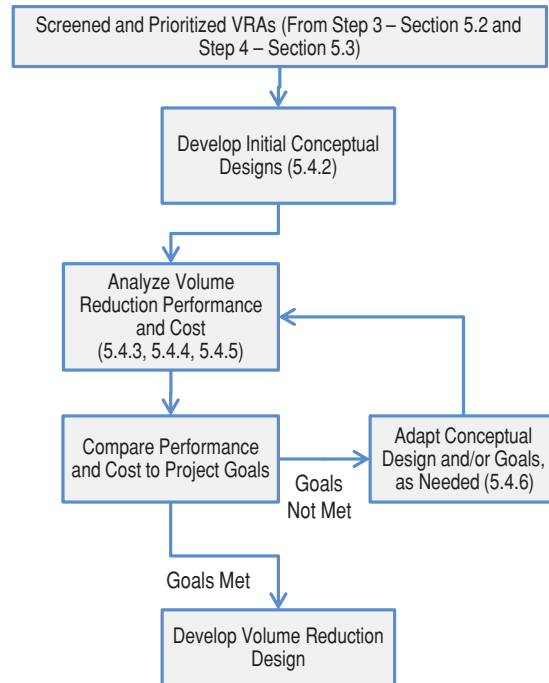 Screened and Prioritized VRAs (From Step 3 – Section 5.2 and
Step 4 – Section 5.3)
Develop Initial Conceptual
Designs (5.4.2)
Analyze Volume
Reduction Performance
and Cost
(5.4.3, 5.4.4, 5.4.5)
Compare Performance
and Cost to Project Goals
Goals
Not Met
Adapt Conceptual
Design and/or Goals,
as Needed (5.4.6)
Goals Met
Develop Volume Reduction
Design